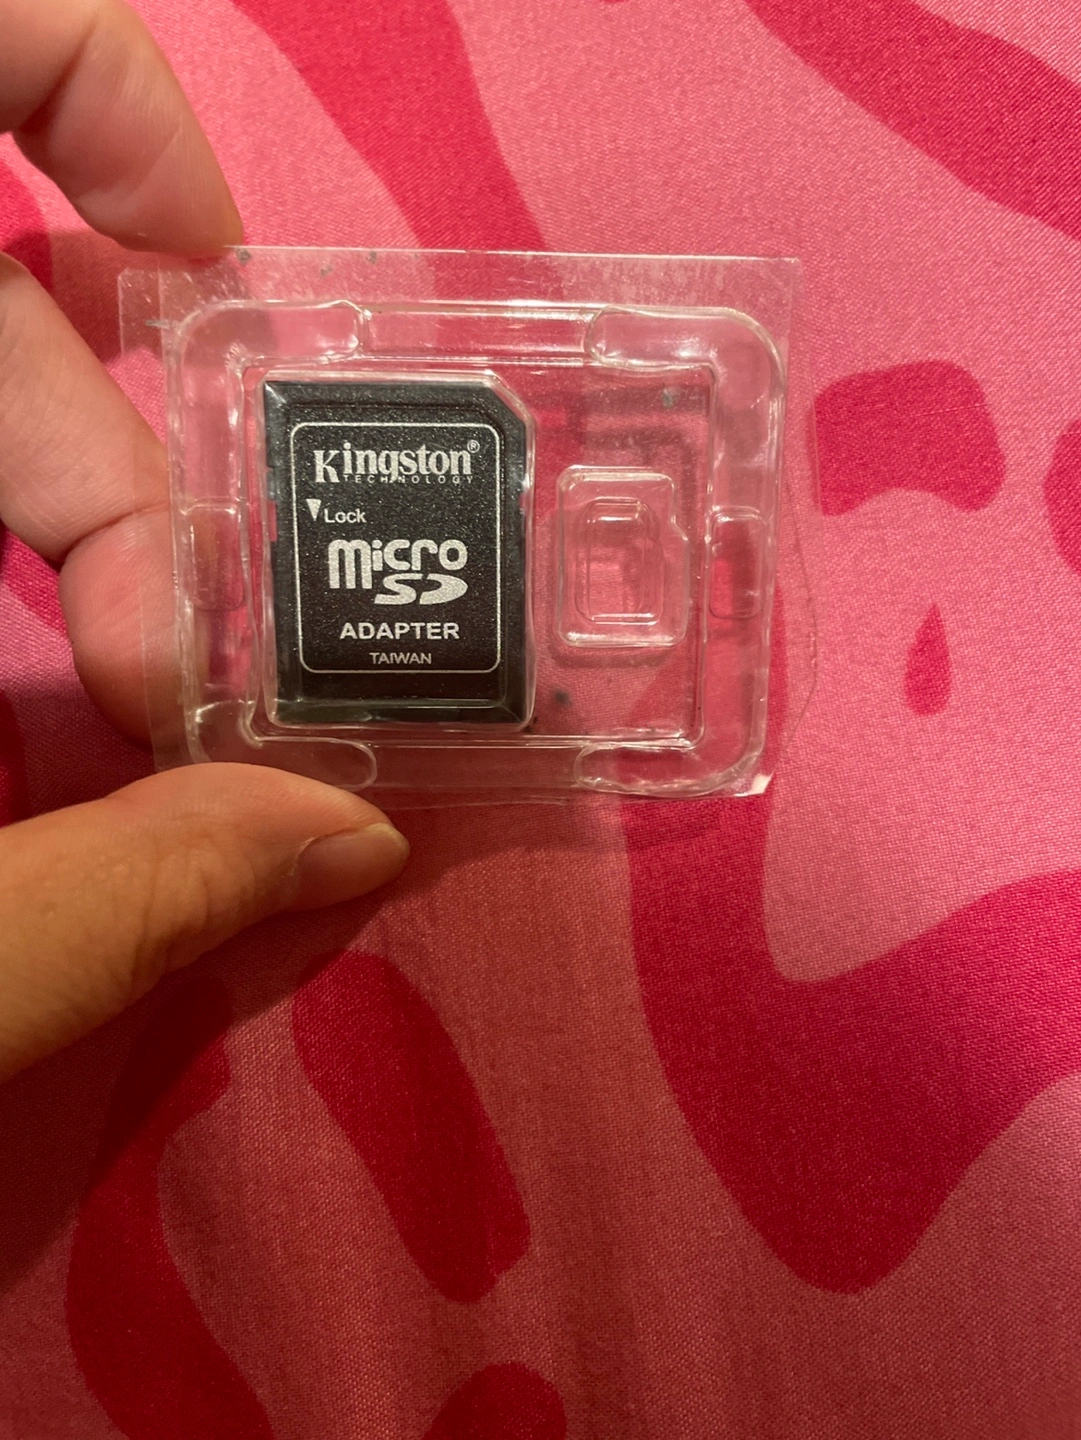 Kingston®
TECHNOLOGY
Lock
Micro
SD
ADAPTER
TAIWAN